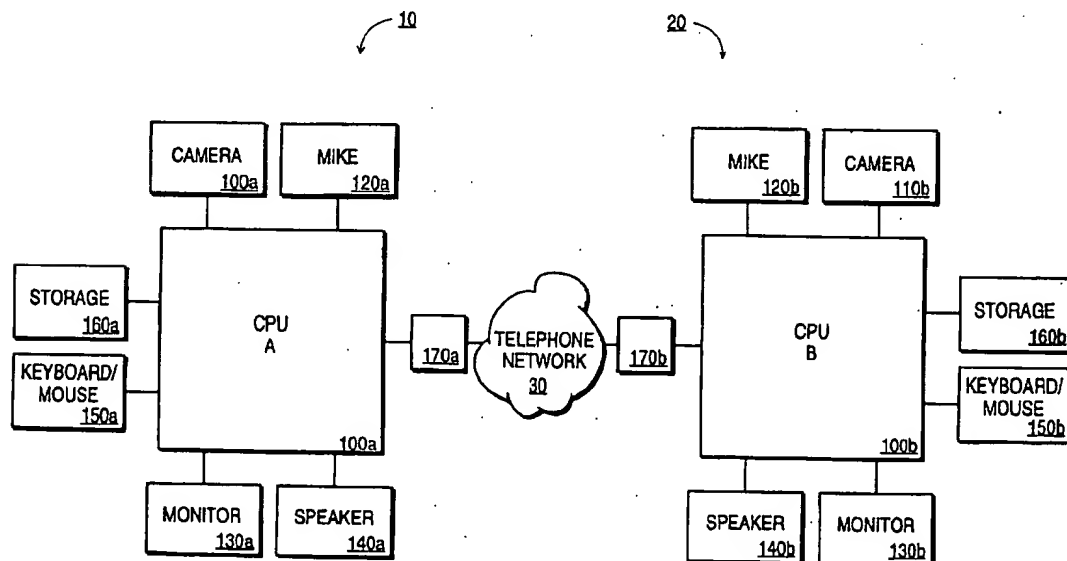 10
20
CAMERA
100a
MIKE
120a
MIKE
120b
CAMERA
110b
STORAGE
160a
KEYBOARD/
MOUSE
150a
CPU
A
100a
170a
TELEPHONE
NETWORK
30
170b
CPU
B
100b
STORAGE
160b
KEYBOARD/
MOUSE
150b
MONITOR
130a
SPEAKER
140a
SPEAKER
140b
MONITOR
130b